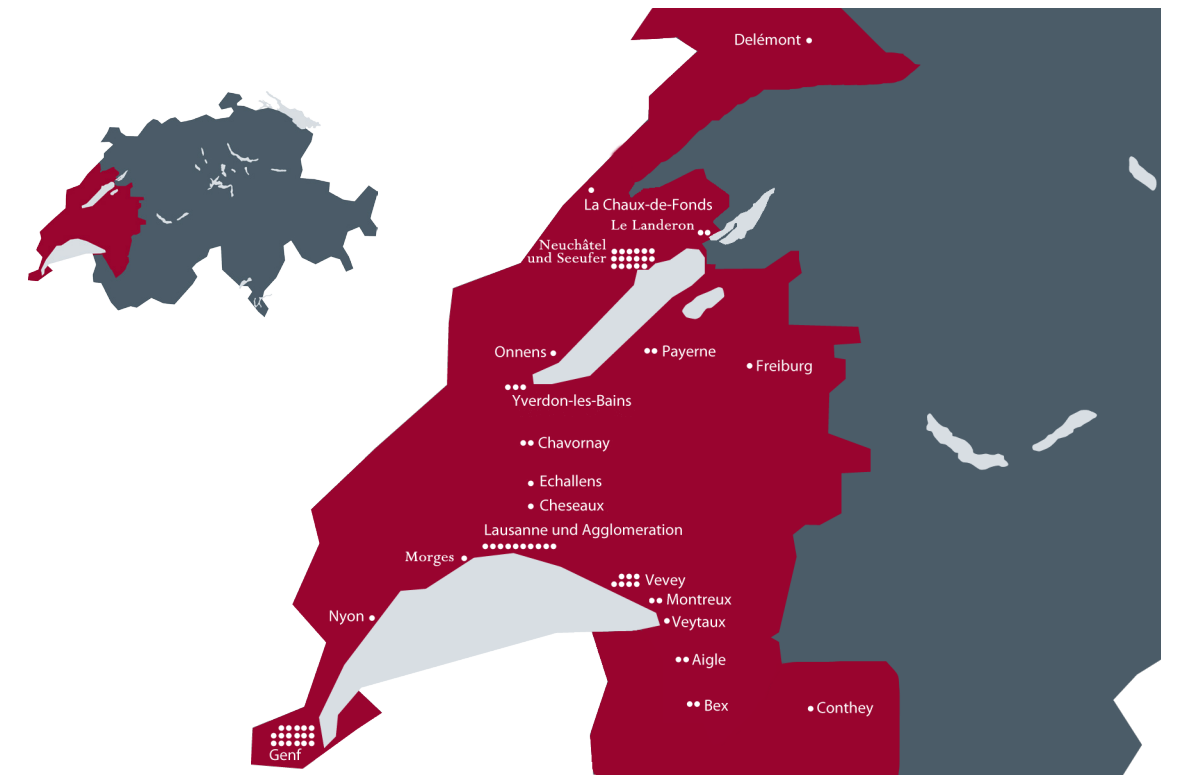 Delémont
La Chaux-de-Fonds
Le Landeron
Neuchâtel
und Seeufer
Onnens
Payerne
Freiburg
Yverdon-les-Bains
Chavornay
Echallens
Cheseaux
Lausanne und Agglomeration
Morges
Vevey
Montreux
Nyon
Veytaux
Aigle
Bex
Conthey
Genf